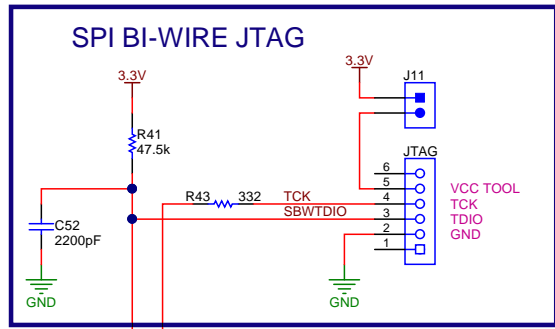 SPI BI-WIRE JTAG
3.3V
3.3V
J11
R41
47.5k
JTAG
6
5
VCC TOOL
R43
332
TCK
4
TCK
SBWTDIO
3
TDIO
C52
2200pF
2
GND
1
GND
GND